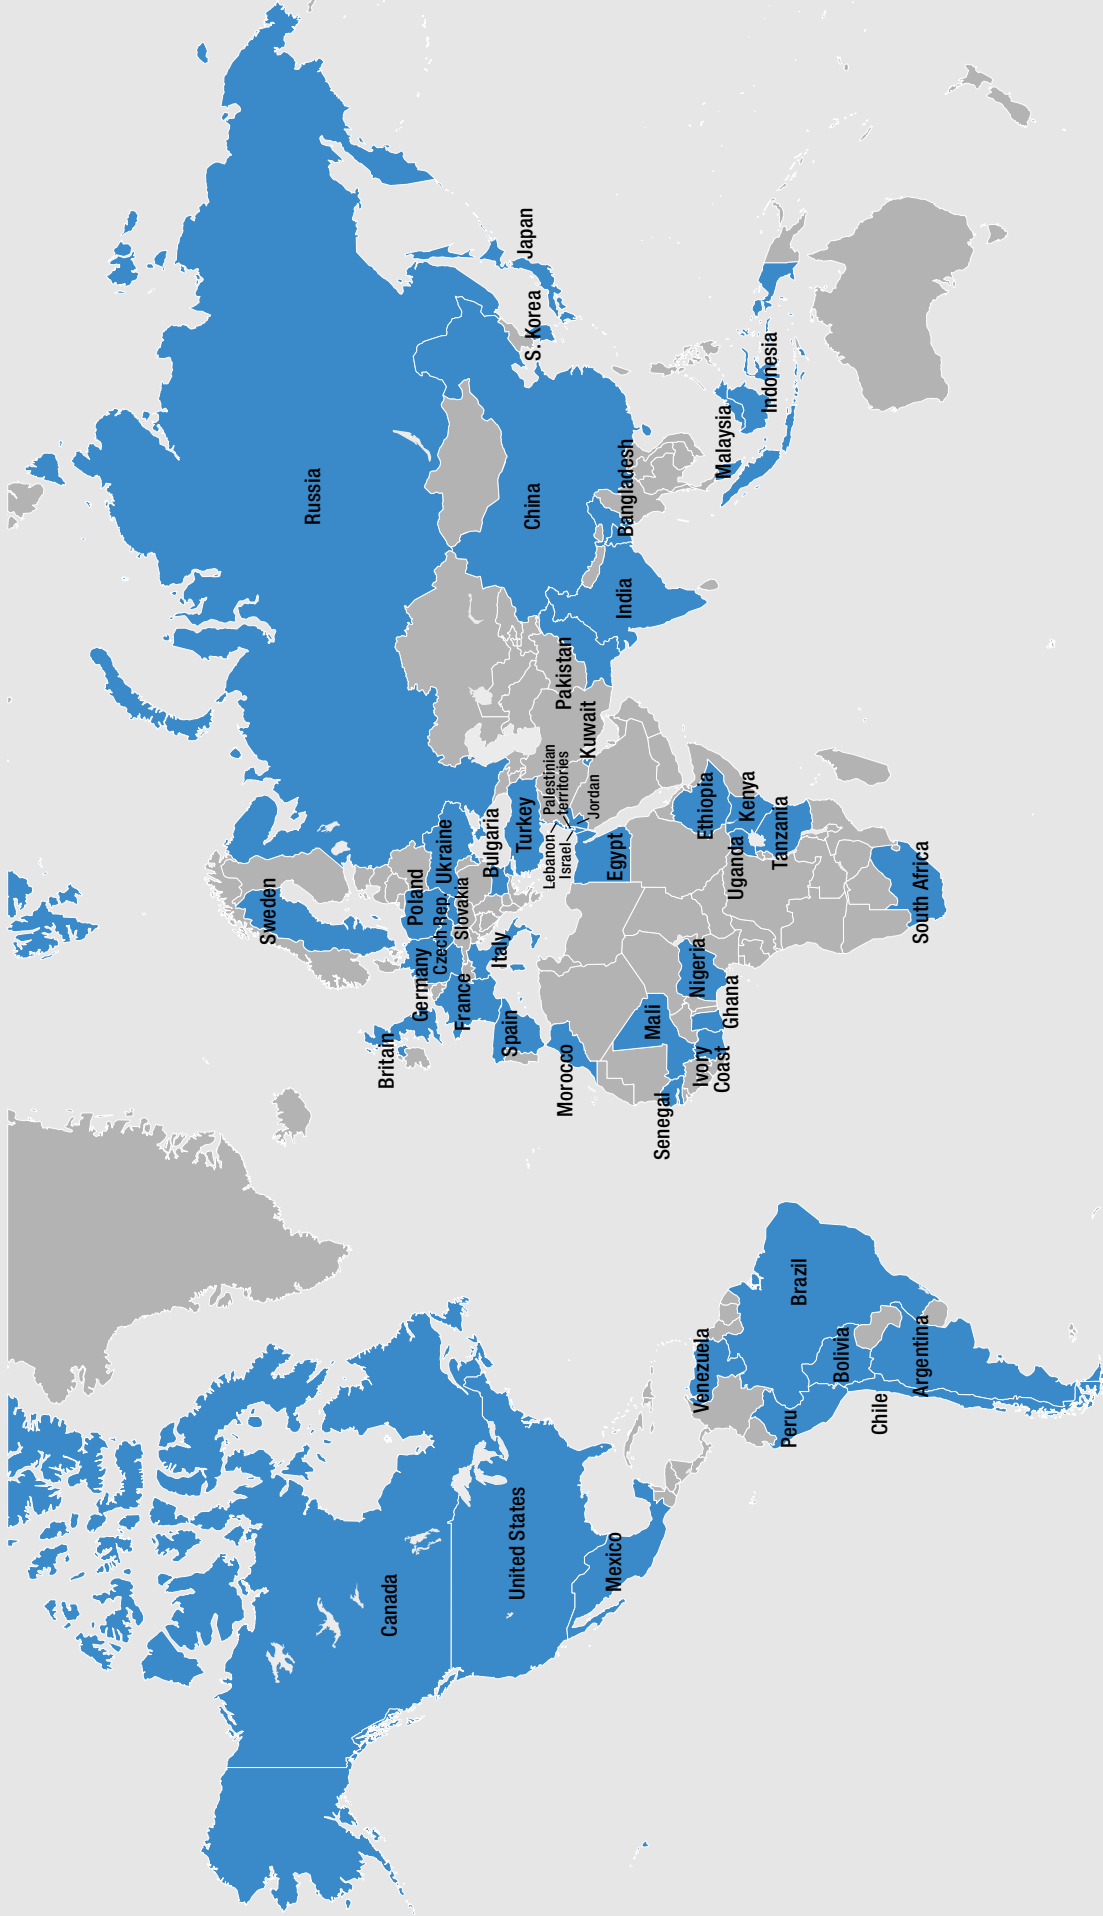 Canada
United States
Mexico
Venezuela
Peru
Brazil
Bolivia
Chile
Argentina
Britain
Sweden
Germany
Poland
Czech Rep.
Slovakia
Ukraine
France
Spain
Italy
Bulgaria
Turkey
Russia
Lebanon
Israel
Palestinian
territories
Jordan
Kuwait
Pakistan
India
Bangladesh
China
S. Korea
Japan
Malaysia
Indonesia
Morocco
Egypt
Senegal
Mali
Ivory
Coast
Ghana
Nigeria
Ethiopia
Uganda
Kenya
Tanzania
South Africa